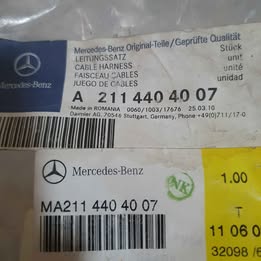 Mercedes-Benz Original-Teile/Geprüfte Qualität
LEITUNGSSATZ Stück
CABLE HARNESS unit
FAISCEAU CABLES unité
JUEGO DE CABLES unidad
Mercedes-Benz
A 211 440 40 07
Made in ROMANIA 0060/1003/17676 25.03.10
Daimler AG, 70546 Stuttgart, Germany, Phone +49(0)711/17-0
Mercedes-Benz
NK
1.00
MA211 440 40 07
T
11 06 0
32098 /6